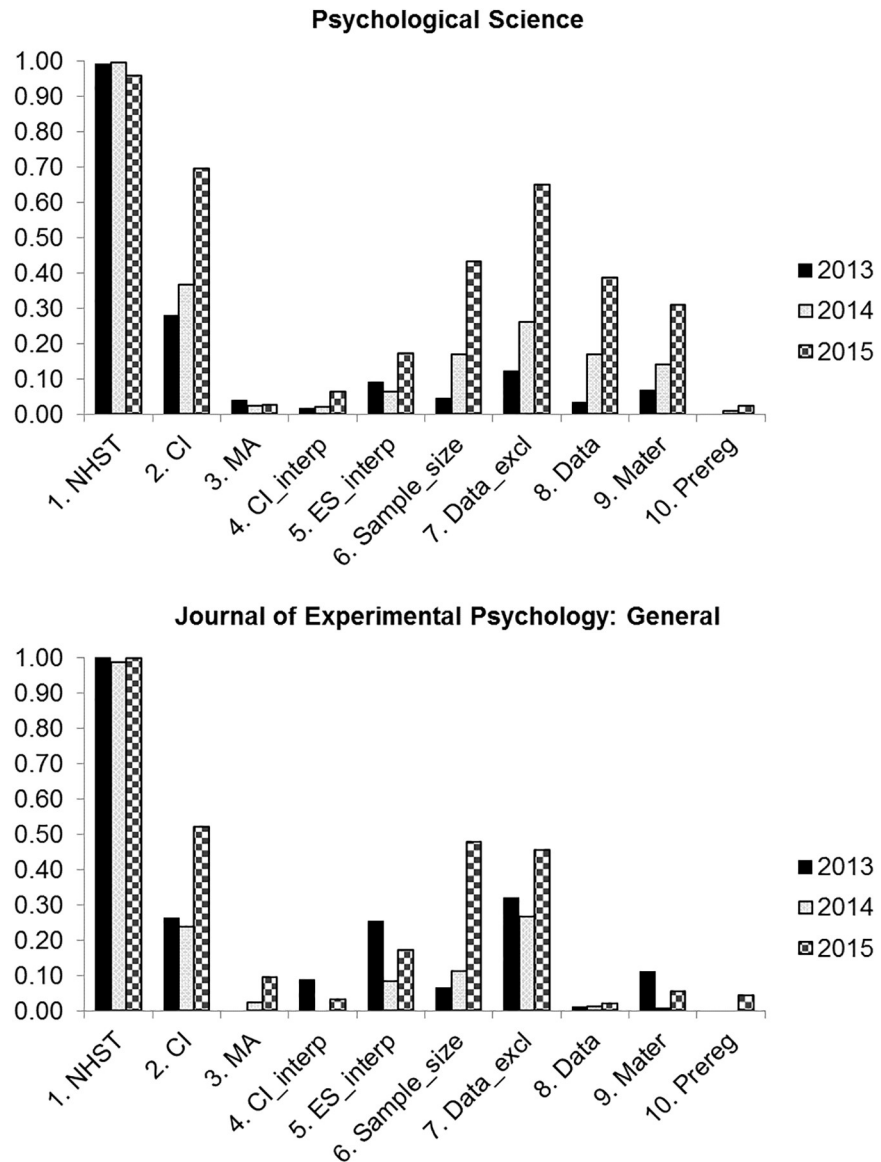 Psychological Science
1.00
0.90
0.80
0.70
0.60
0.50
0.40
0.30
0.20
0.10
0.00
1. NHST
2. CI
3. MA
4. CI_interp
5. ES_interp
6. Sample_size
7. Data_excl
8. Data
9. Mater
10. Prereg
2013
2014
2015
Journal of Experimental Psychology: General
1.00
0.90
0.80
0.70
0.60
0.50
0.40
0.30
0.20
0.10
0.00
1. NHST
2. CI
3. MA
4. CI_interp
5. ES_interp
6. Sample_size
7. Data_excl
8. Data
9. Mater
10. Prereg
2013
2014
2015